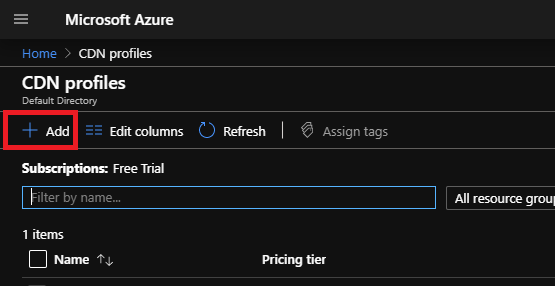 Microsoft Azure
Home > CDN profiles
CDN profiles
Default Directory
+ Add Edit columns Refresh Assign tags
Subscriptions: Free Trial
Filter by name... All resource group
1 items
Name ↑↓ Pricing tier